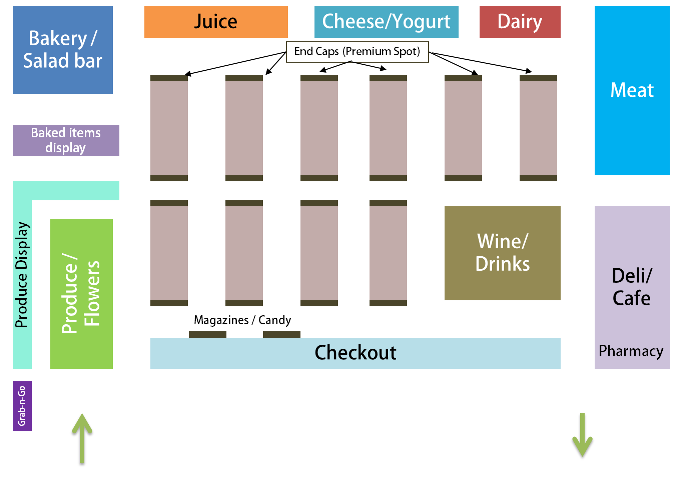 Bakery /
Salad bar
Juice
Cheese/Yogurt
Dairy
End Caps (Premium Spot)
Meat
Baked items
display
Produce Display
Produce /
Flowers
Wine/
Drinks
Deli/
Cafe
Pharmacy
Magazines / Candy
Checkout
Grab-n-Go